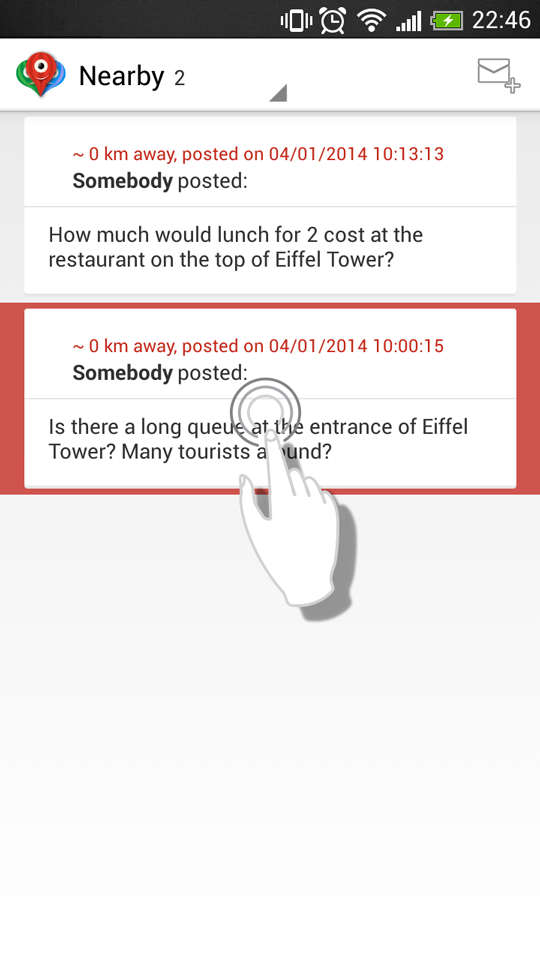 22:46
Nearby 2
~ 0 km away, posted on 04/01/2014 10:13:13
Somebody posted:
How much would lunch for 2 cost at the
restaurant on the top of Eiffel Tower?
~ 0 km away, posted on 04/01/2014 10:00:15
Somebody posted:
Is there a long queue at the entrance of Eiffel
Tower? Many tourists around?